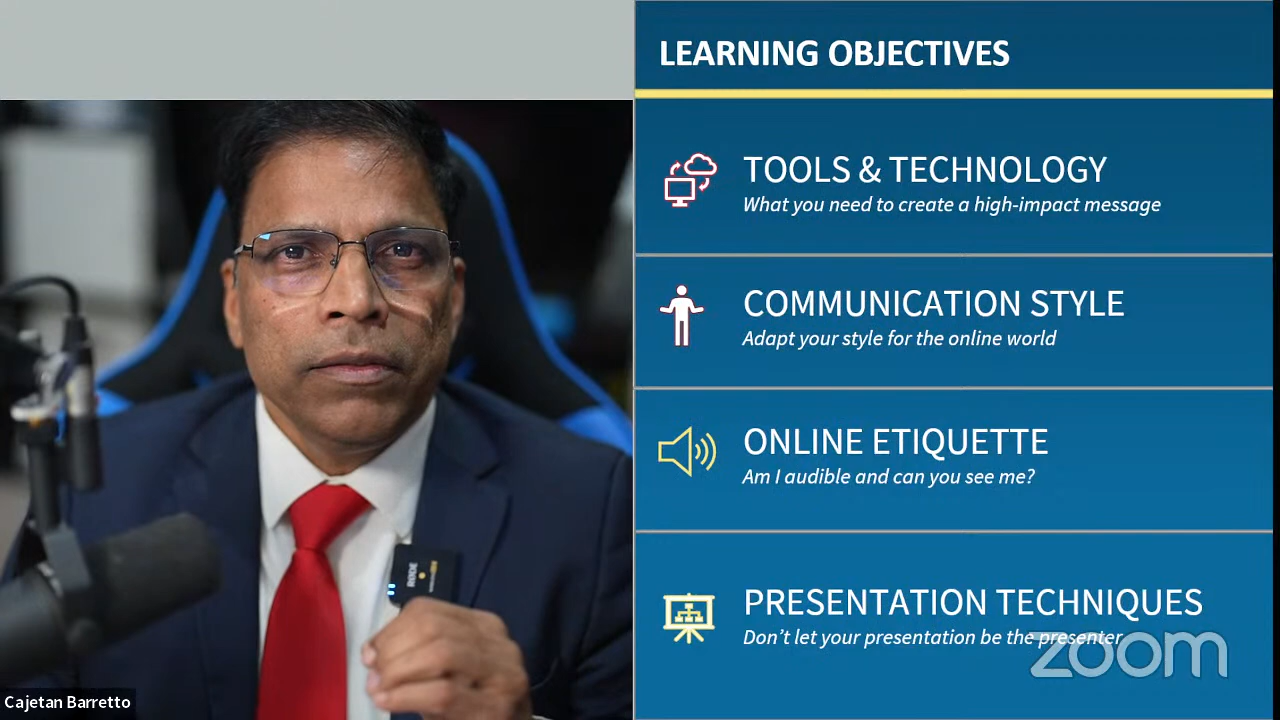 LEARNING OBJECTIVES
TOOLS & TECHNOLOGY
What you need to create a high-impact message
COMMUNICATION STYLE
Adapt your style for the online world
ONLINE ETIQUETTE
Am I audible and can you see me?
PRESENTATION TECHNIQUES
Don't let your presentation be the presenter
zoom
RØDE
Cajetan Barretto